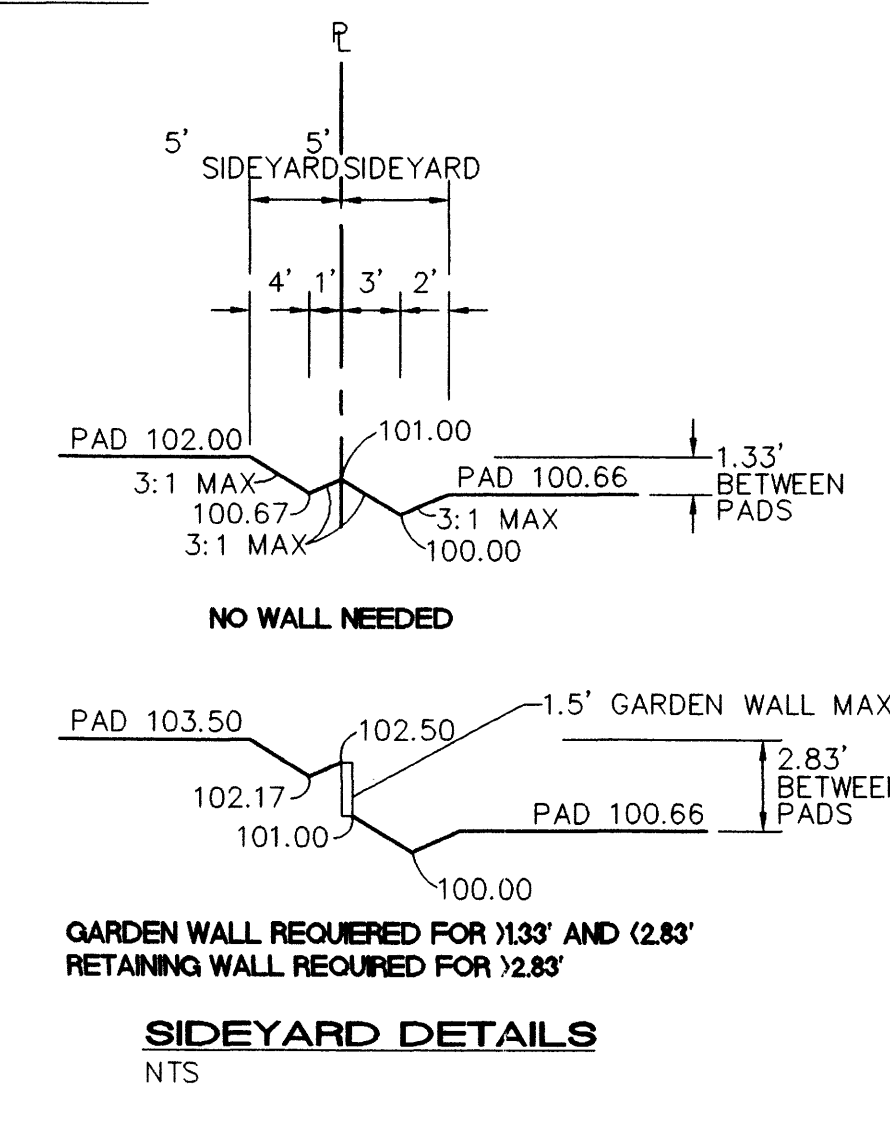 PL
5' 5'
SIDEYARD SIDEYARD
4' 1' 3' 2'
PAD 102.00
101.00
1.33'
BETWEEN
PADS
3:1 MAX
PAD 100.66
100.67
3:1 MAX
3:1 MAX
100.00
NO WALL NEEDED
PAD 103.50
1.5' GARDEN WALL MAX
102.50
2.83'
BETWEEN
PADS
102.17
PAD 100.66
101.00
100.00
GARDEN WALL REQUIERED FOR >1.33' AND <2.83'
RETAINING WALL REQUIRED FOR >2.83'
SIDEYARD DETAILS
NTS